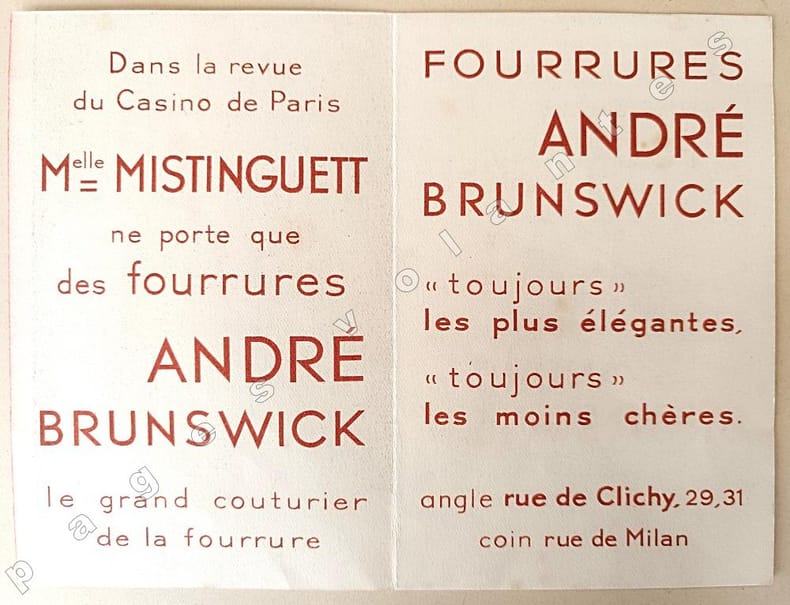 Dans la revue
du Casino de Paris
Melle MISTINGUETT
ne porte que
des fourrures
ANDRÉ
BRUNSWICK
le grand couturier
de la fourrure
FOURRURES
ANDRÉ
BRUNSWICK
“toujours”
les plus élégantes,
“toujours”
les moins chères.
angle rue de Clichy, 29,31
coin rue de Milan
pagesvolantes